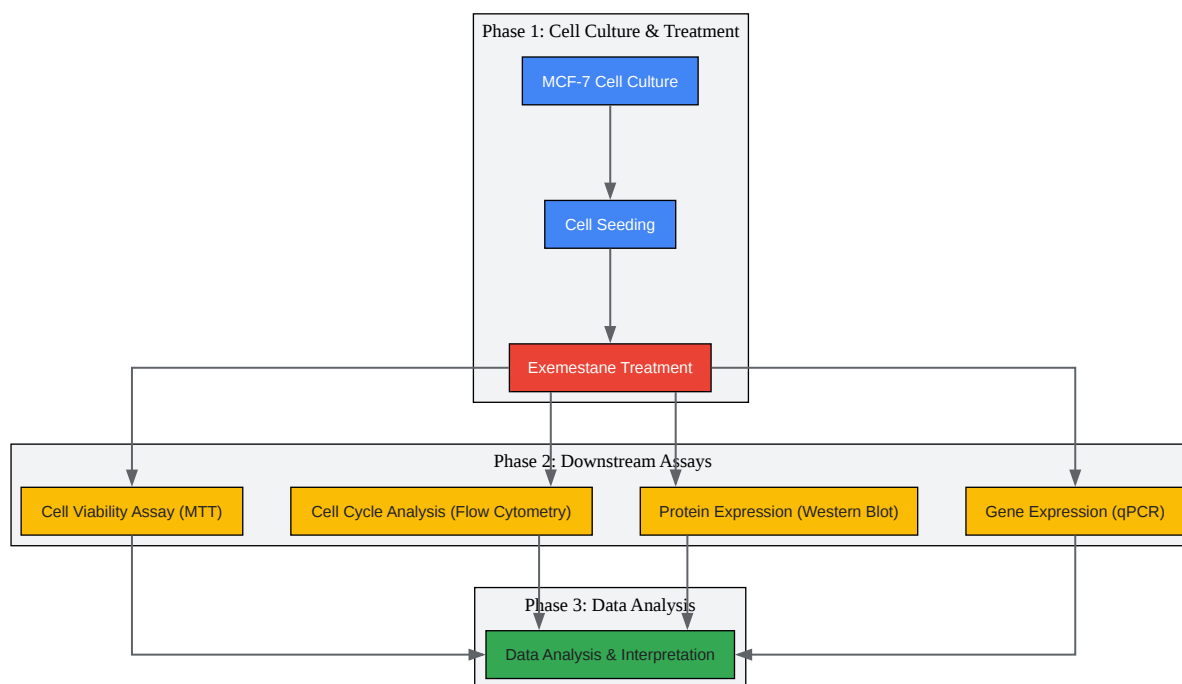 Phase 1: Cell Culture & Treatment
MCF-7 Cell Culture
Cell Seeding
Exemestane Treatment
Phase 2: Downstream Assays
Cell Viability Assay (MTT)
Cell Cycle Analysis (Flow Cytometry)
Protein Expression (Western Blot)
Gene Expression (qPCR)
Phase 3: Data Analysis
Data Analysis & Interpretation